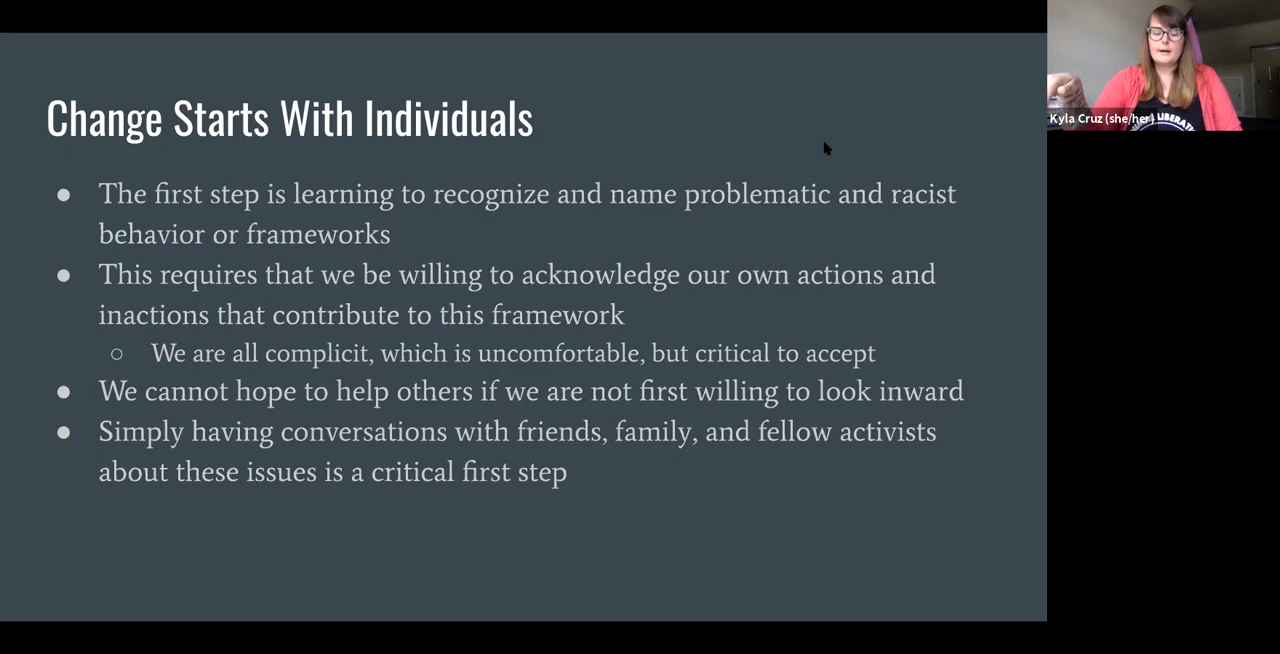 Change Starts With Individuals
● The first step is learning to recognize and name problematic and racist
behavior or frameworks
● This requires that we be willing to acknowledge our own actions and
inactions that contribute to this framework
○ We are all complicit, which is uncomfortable, but critical to accept
● We cannot hope to help others if we are not first willing to look inward
● Simply having conversations with friends, family, and fellow activists
about these issues is a critical first step
Kyla Cruz (she/her)